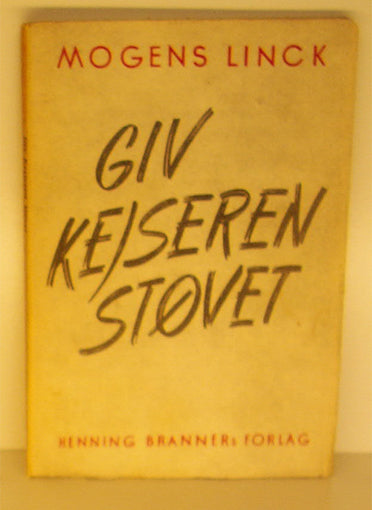 MOGENS LINCK
GIV
KEJSEREN
STØVET
HENNING BRANNERs FORLAG